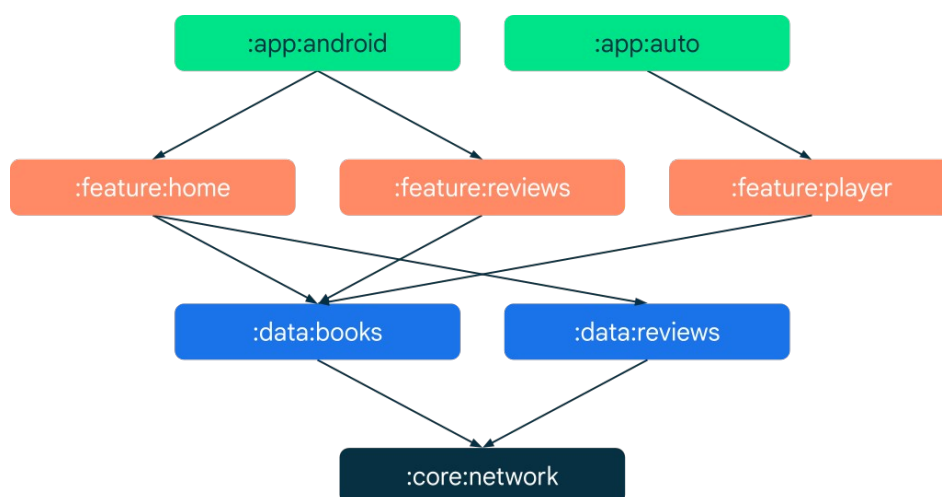 :app:android
:app:auto
:feature:home
:feature:reviews
:feature:player
:data:books
:data:reviews
:core:network